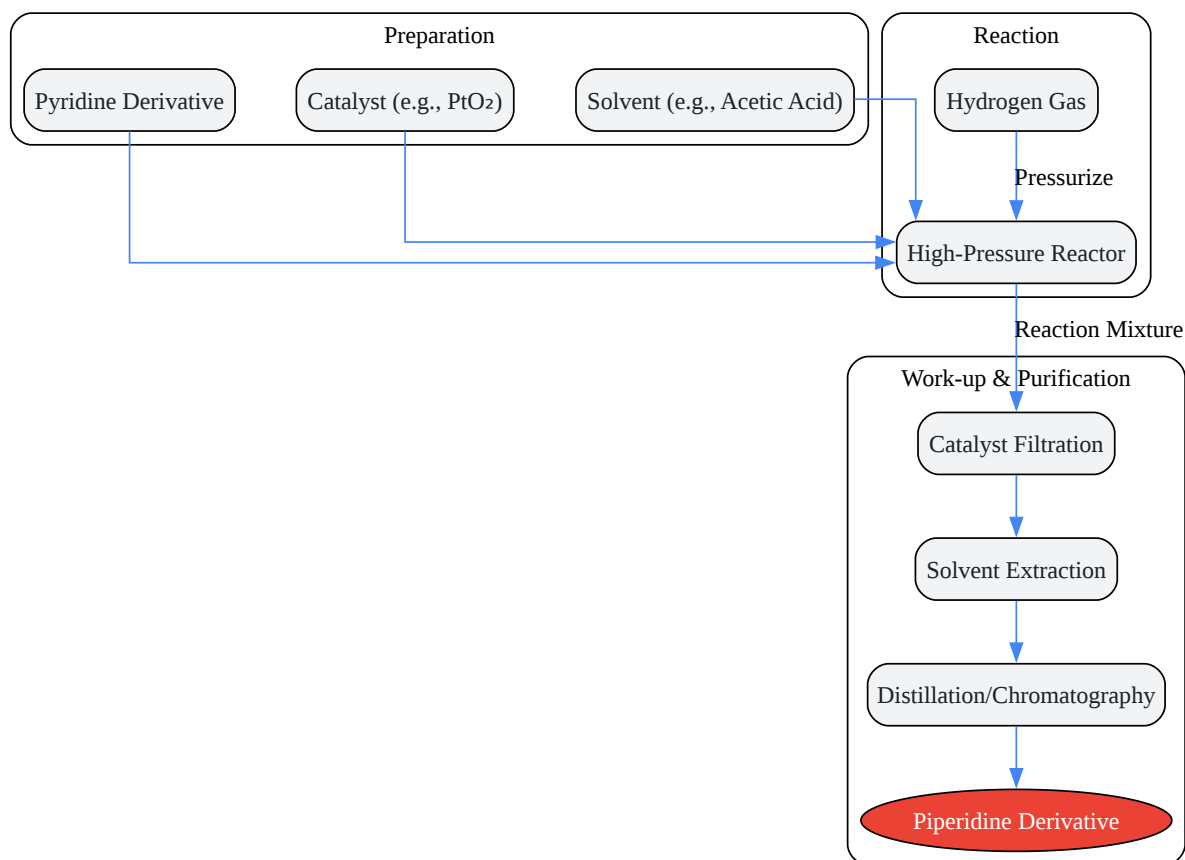 Preparation
Reaction
Pyridine Derivative
Catalyst (e.g., PtO₂)
Solvent (e.g., Acetic Acid)
Hydrogen Gas
Pressurize
High-Pressure Reactor
Reaction Mixture
Work-up & Purification
Catalyst Filtration
Solvent Extraction
Distillation/Chromatography
Piperidine Derivative